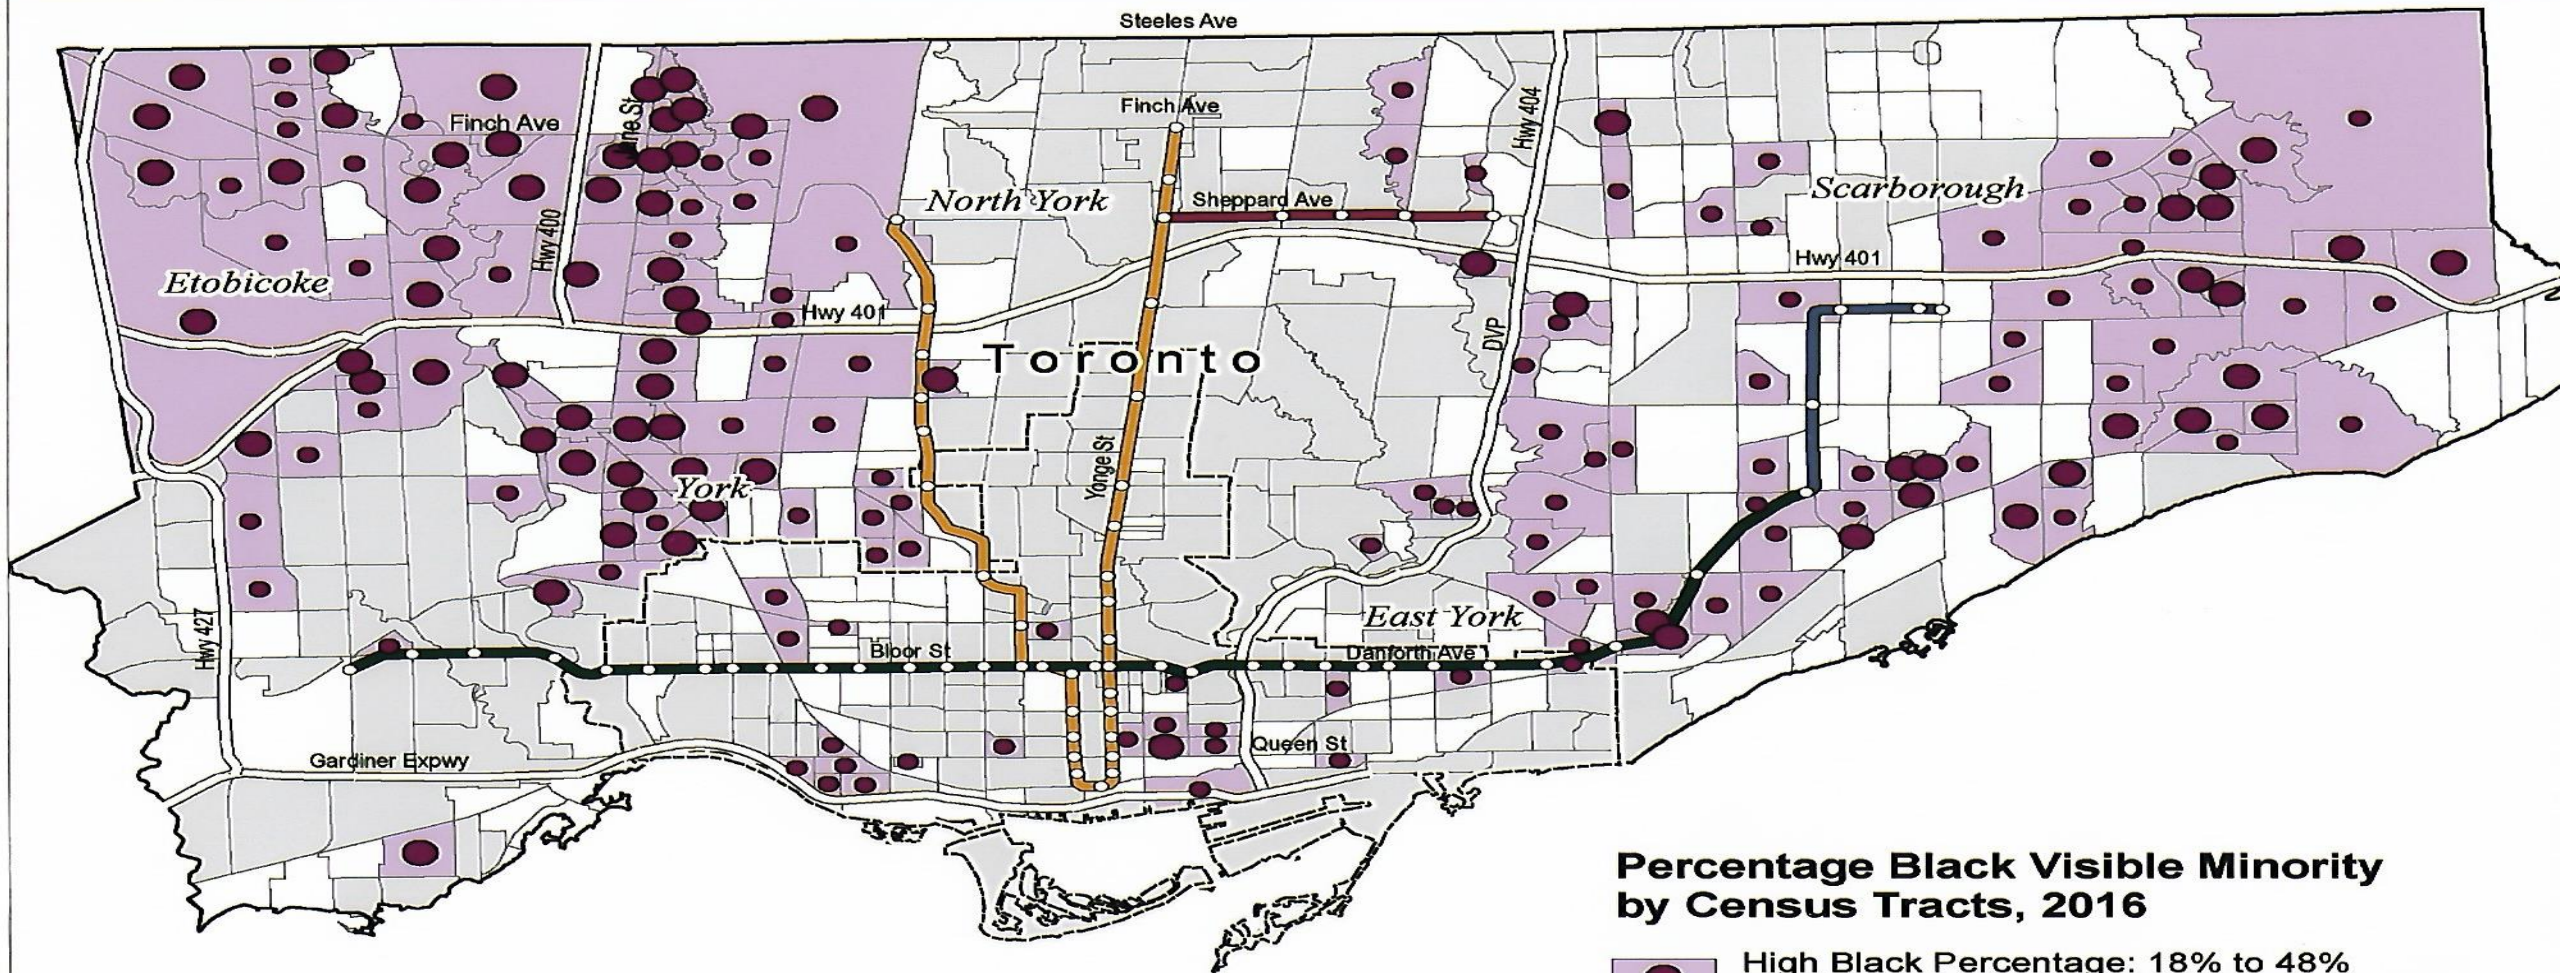 Steeles Ave
Finch Ave
Finch Ave
Jane St
Hwy 404
North York
Sheppard Ave
Scarborough
Hwy 400
Etobicoke
Hwy 401
Hwy 401
Toronto
DVP
Yonge St
York
East York
Hwy 427
Bloor St
Danforth Ave
Queen St
Gardiner Expwy
Percentage Black Visible Minority
by Census Tracts, 2016
High Black Percentage: 18% to 48%